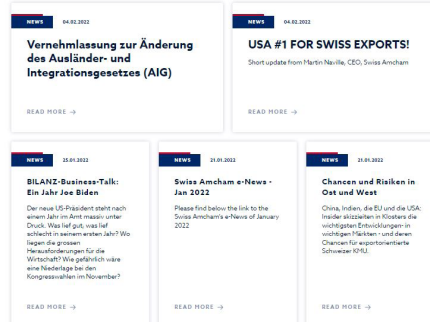 NEWS 04.02.2022
Vernehmlassung zur Änderung
des Ausländer- und
Integrationsgesetzes (AIG)
READ MORE →
NEWS 04.02.2022
USA #1 FOR SWISS EXPORTS!
Short update from Martin Naville, CEO, Swiss Amcham
READ MORE →
NEWS 25.01.2022
BILANZ-Business-Talk:
Ein Jahr Joe Biden
Der neue US-Präsident steht nach
einem Jahr im Amt massiv unter
Druck. Was lief gut, was lief
schlecht in seinem ersten Jahr? Wo
liegen die grossen
Herausforderungen für die
Wirtschaft? Wie gefährlich wäre
eine Niederlage bei den
Kongresswahlen im November?
READ MORE →
NEWS 21.01.2022
Swiss Amcham e-News -
Jan 2022
Please find below the link to the
Swiss Amcham's e-News of January
2022
READ MORE →
NEWS 21.01.2022
Chancen und Risiken in
Ost und West
China, Indien, die EU und die USA:
Insider skizzieren in Klosters die
wichtigsten Entwicklungen in
wichtigen Märkten - und deren
Chancen für exportorientierte
Schweizer KMU.
READ MORE →